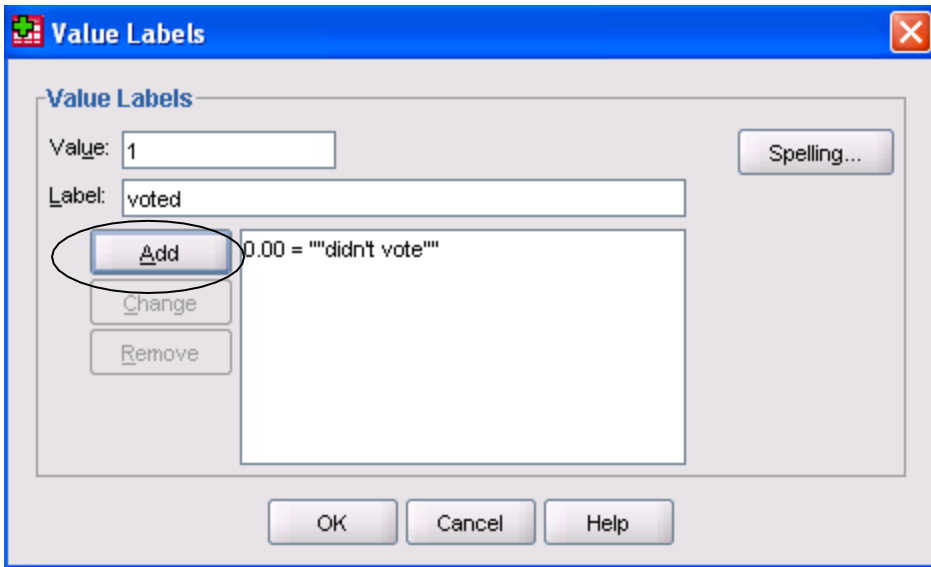 Value Labels
Value Labels
Value: 1
Spelling...
Label: voted
Add
0.00 = ""didn't vote""
Change
Remove
OK
Cancel
Help